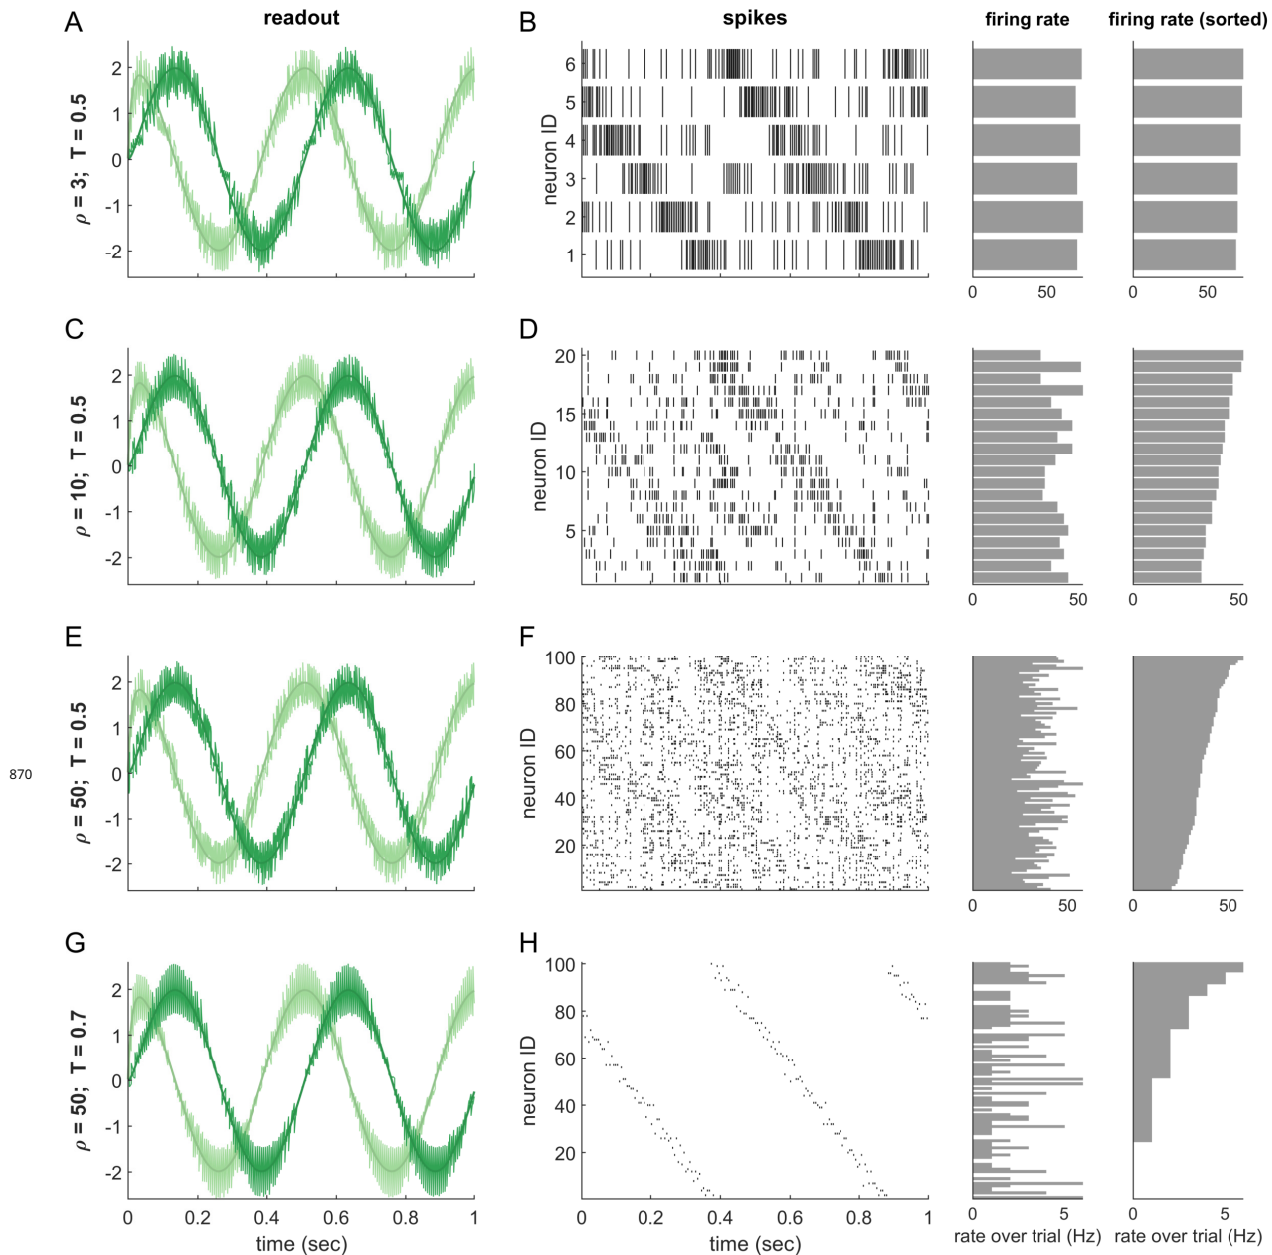 A readout B spikes firing rate firing rate (sorted)
ρ = 3; T = 0.5
2
1
0
-1
-2
neuron ID
6
5
4
3
2
1
0 50 0 50
C D
ρ = 10; T = 0.5
2
1
0
-1
-2
neuron ID
20
15
10
5
0 50 0 50
E F
870
ρ = 50; T = 0.5
2
1
0
-1
-2
neuron ID
100
80
60
40
20
0 50 0 50
G H
ρ = 50; T = 0.7
2
1
0
-1
-2
neuron ID
100
80
60
40
20
0 0.2 0.4 0.6 0.8 1 0 0.2 0.4 0.6 0.8 1 0 5 0 5
time (sec) time (sec) rate over trial (Hz) rate over trial (Hz)